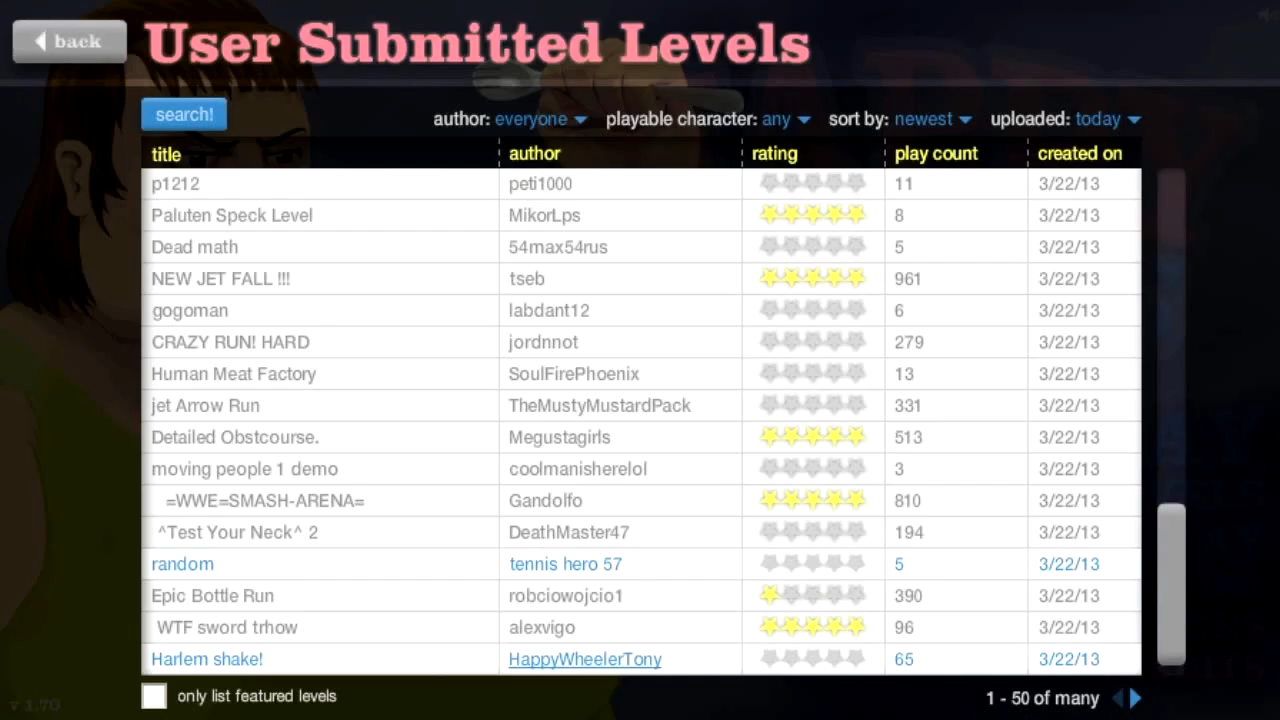 back
User Submitted Levels
search!
author: everyone playable character: any sort by: newest uploaded: today
title author rating play count created on
p1212 peti1000 11 3/22/13
Paluten Speck Level MikorLps 8 3/22/13
Dead math 54max54rus 5 3/22/13
NEW JET FALL !!! tseb 961 3/22/13
gogoman labdant12 6 3/22/13
CRAZY RUN! HARD jordnnot 279 3/22/13
Human Meat Factory SoulFirePhoenix 13 3/22/13
jet Arrow Run TheMustyMustardPack 331 3/22/13
Detailed Obstcourse. Megustagirls 513 3/22/13
moving people 1 demo coolmanisherelol 3 3/22/13
=WWE=SMASH-ARENA= Gandolfo 810 3/22/13
^Test Your Neck^ 2 DeathMaster47 194 3/22/13
random tennis hero 57 5 3/22/13
Epic Bottle Run robciowojcio1 390 3/22/13
WTF sword trhow alexvigo 96 3/22/13
Harlem shake! HappyWheelerTony 65 3/22/13
only list featured levels 1 - 50 of many
v 1.70